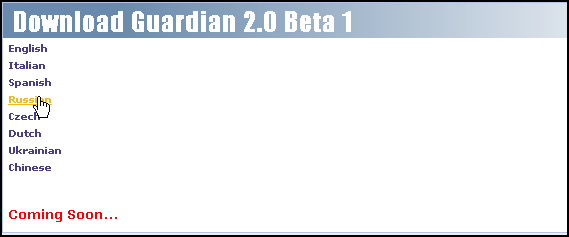 Download Guardian 2.0 Beta 1
English
Italian
Spanish
Russian
Czech
Dutch
Ukrainian
Chinese
Coming Soon...